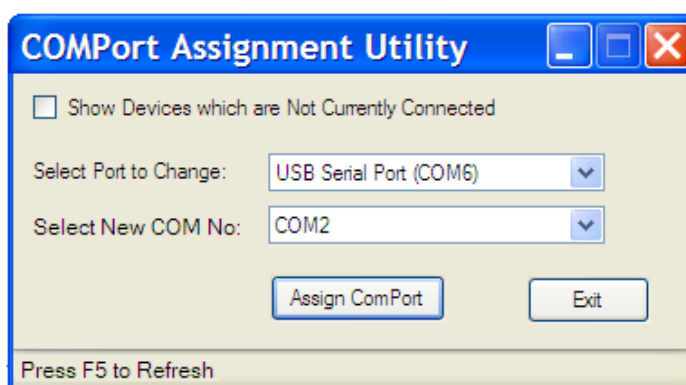 COMPort Assignment Utility
Show Devices which are Not Currently Connected
Select Port to Change: USB Serial Port (COM6)
Select New COM No: COM2
Assign ComPort Exit
Press F5 to Refresh